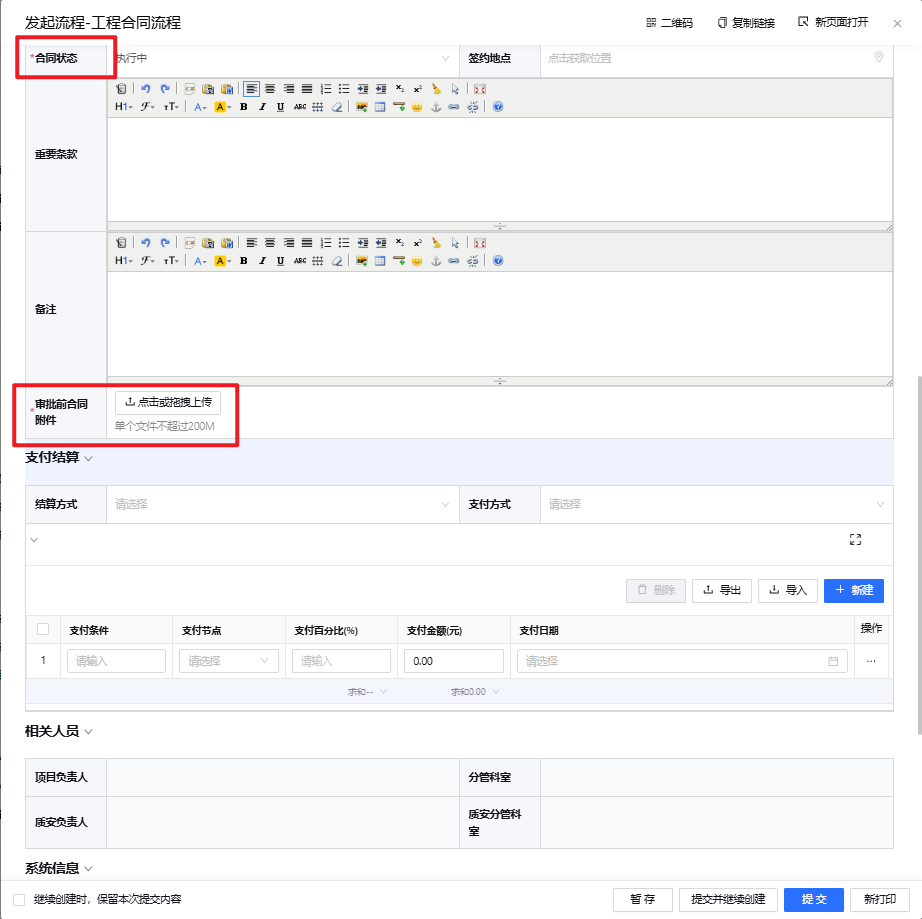 发起流程-工程合同流程 二维码 复制链接 新页面打开
*合同状态 执行中 签约地点 点击获取位置
H1 ℱ тT A A B I U ABC
重要条款
H1 ℱ тT A A B I U ABC
备注
*审批前合同附件 点击或拖拽上传
单个文件不超过200M
支付结算
结算方式 请选择 支付方式 请选择
删除 导出 导入 + 新建
支付条件 支付节点 支付百分比(%) 支付金额(元) 支付日期 操作
1 请输入 请选择 请输入 0.00 请选择 ...
求和-- 求和0.00
相关人员
项目负责人 分管科室
质安负责人 质安分管科室
系统信息
继续创建时，保留本次提交内容 暂 存 提交并继续创建 提 交 新打印